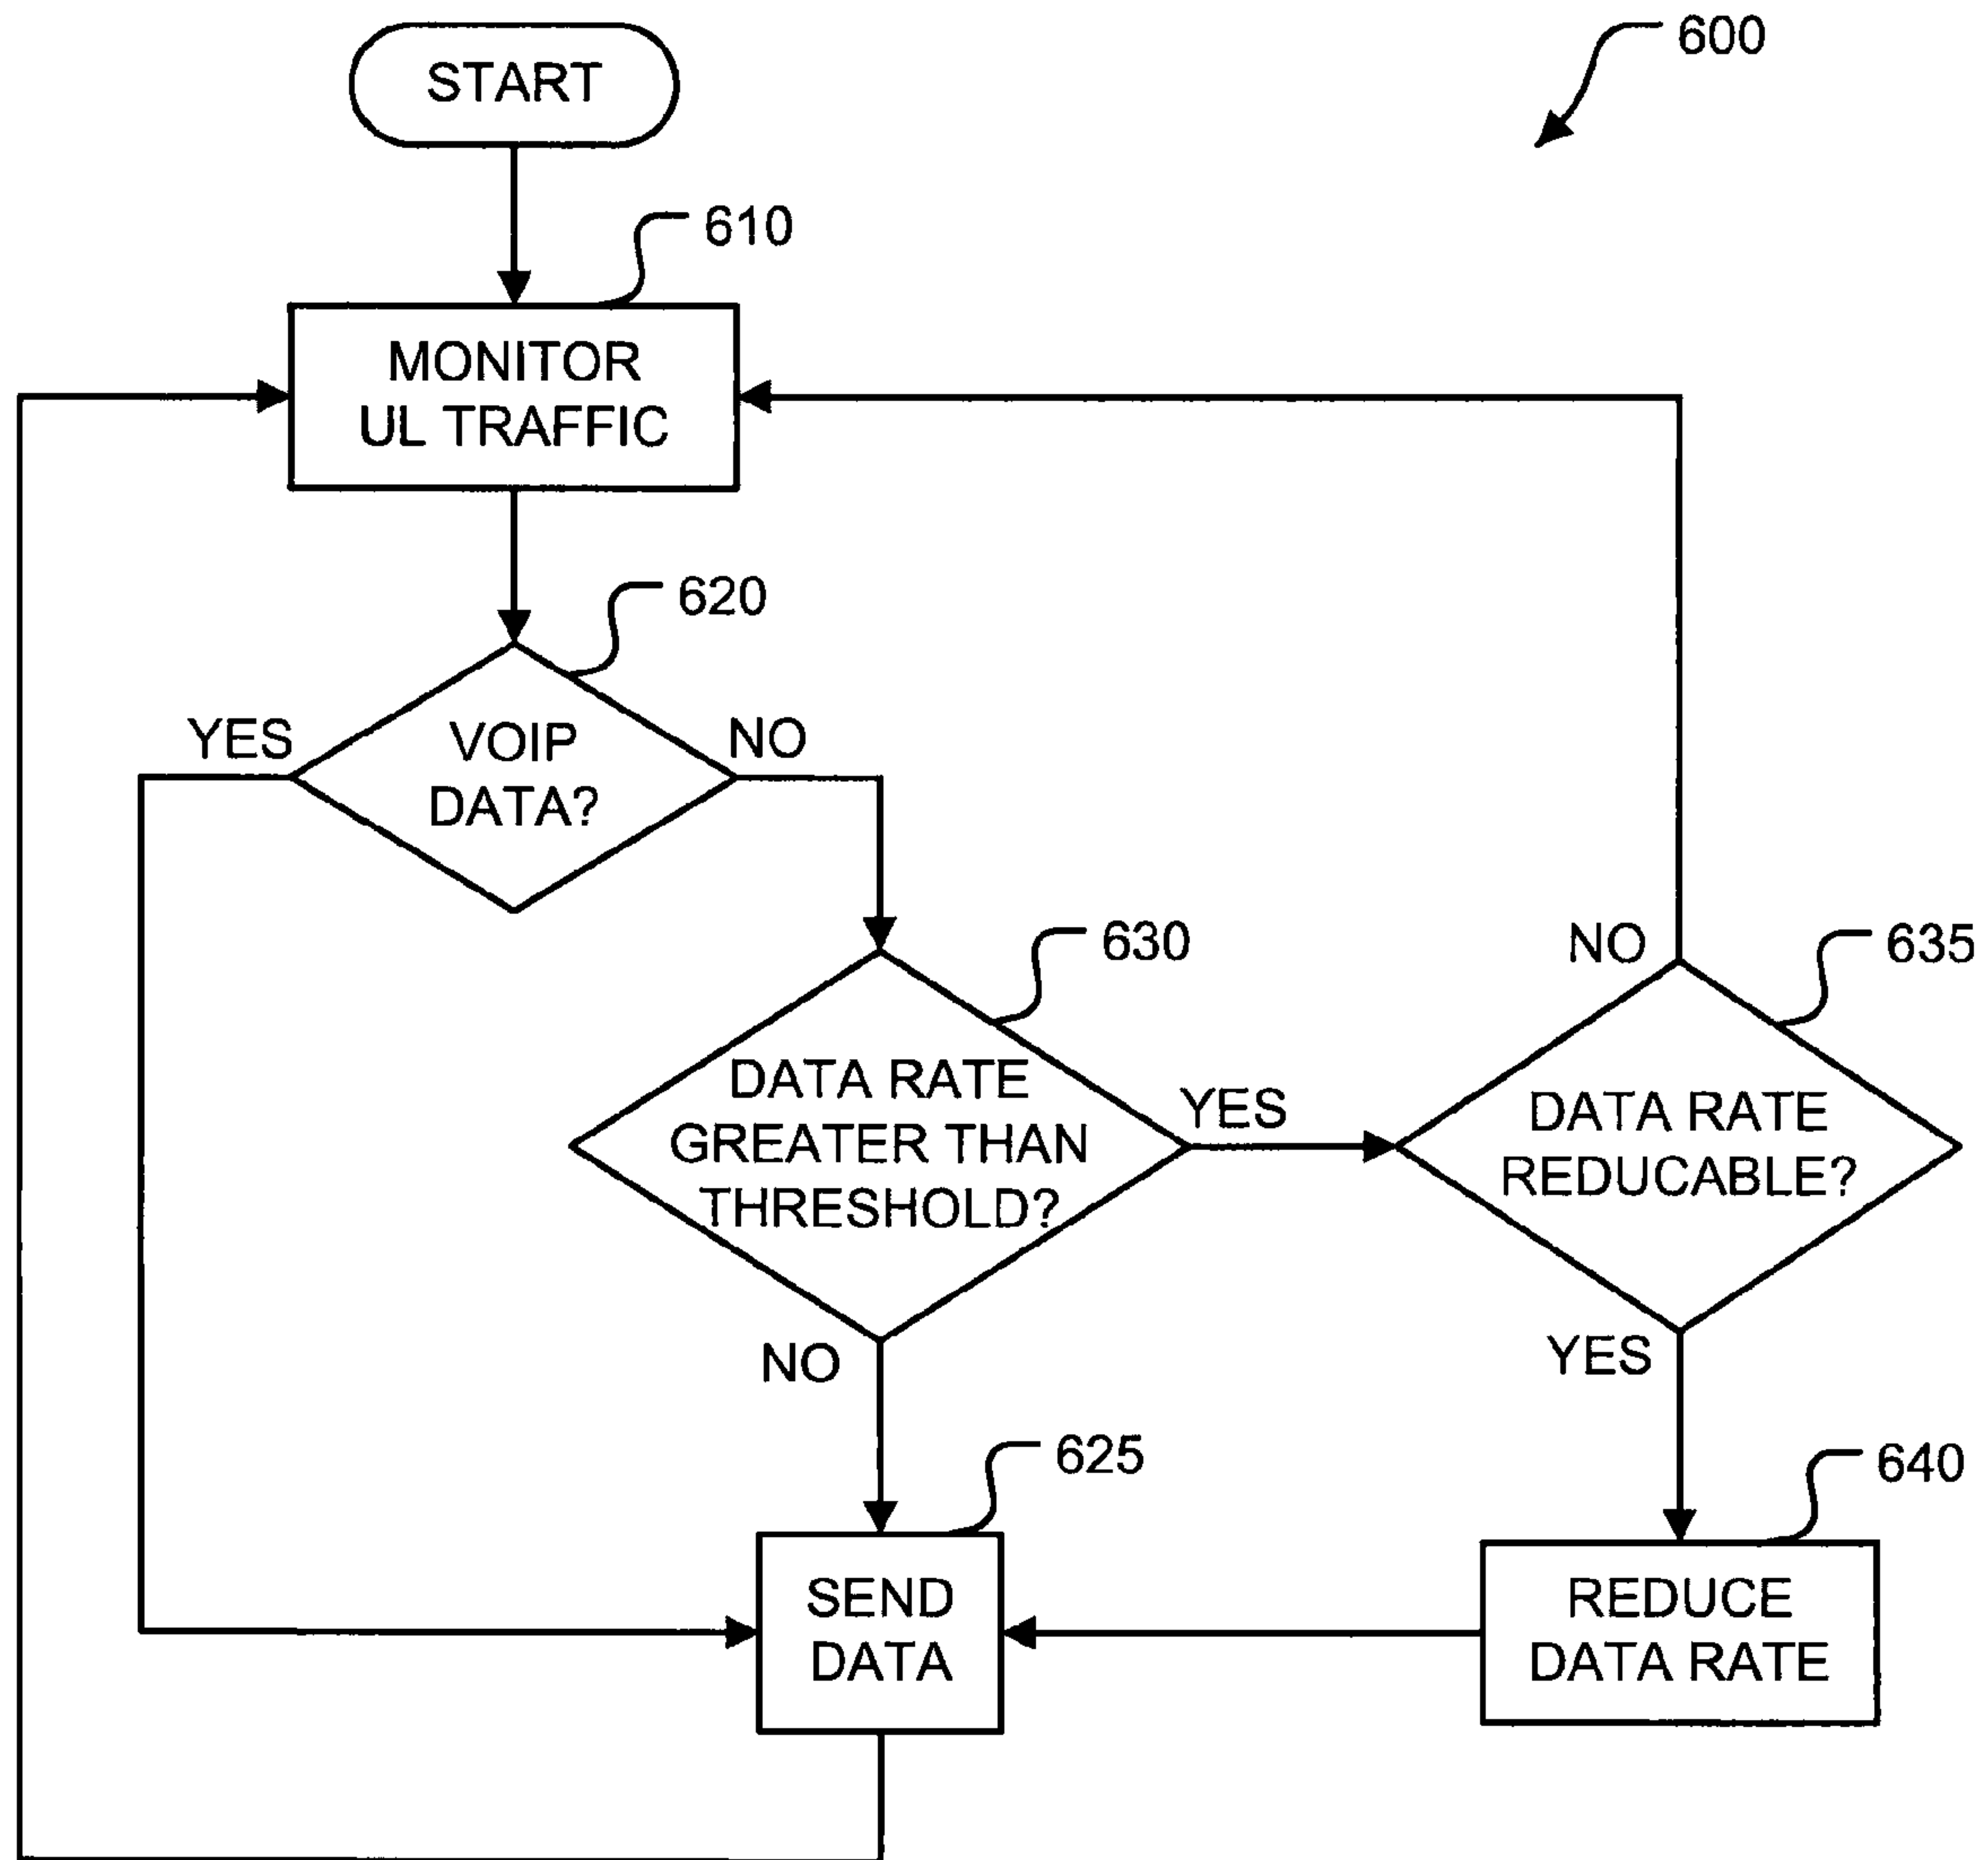 START
600
610
MONITOR
UL TRAFFIC
620
YES
VOIP
DATA?
NO
630
NO
635
DATA RATE
GREATER THAN
THRESHOLD?
YES
DATA RATE
REDUCABLE?
NO
YES
625
640
SEND
DATA
REDUCE
DATA RATE